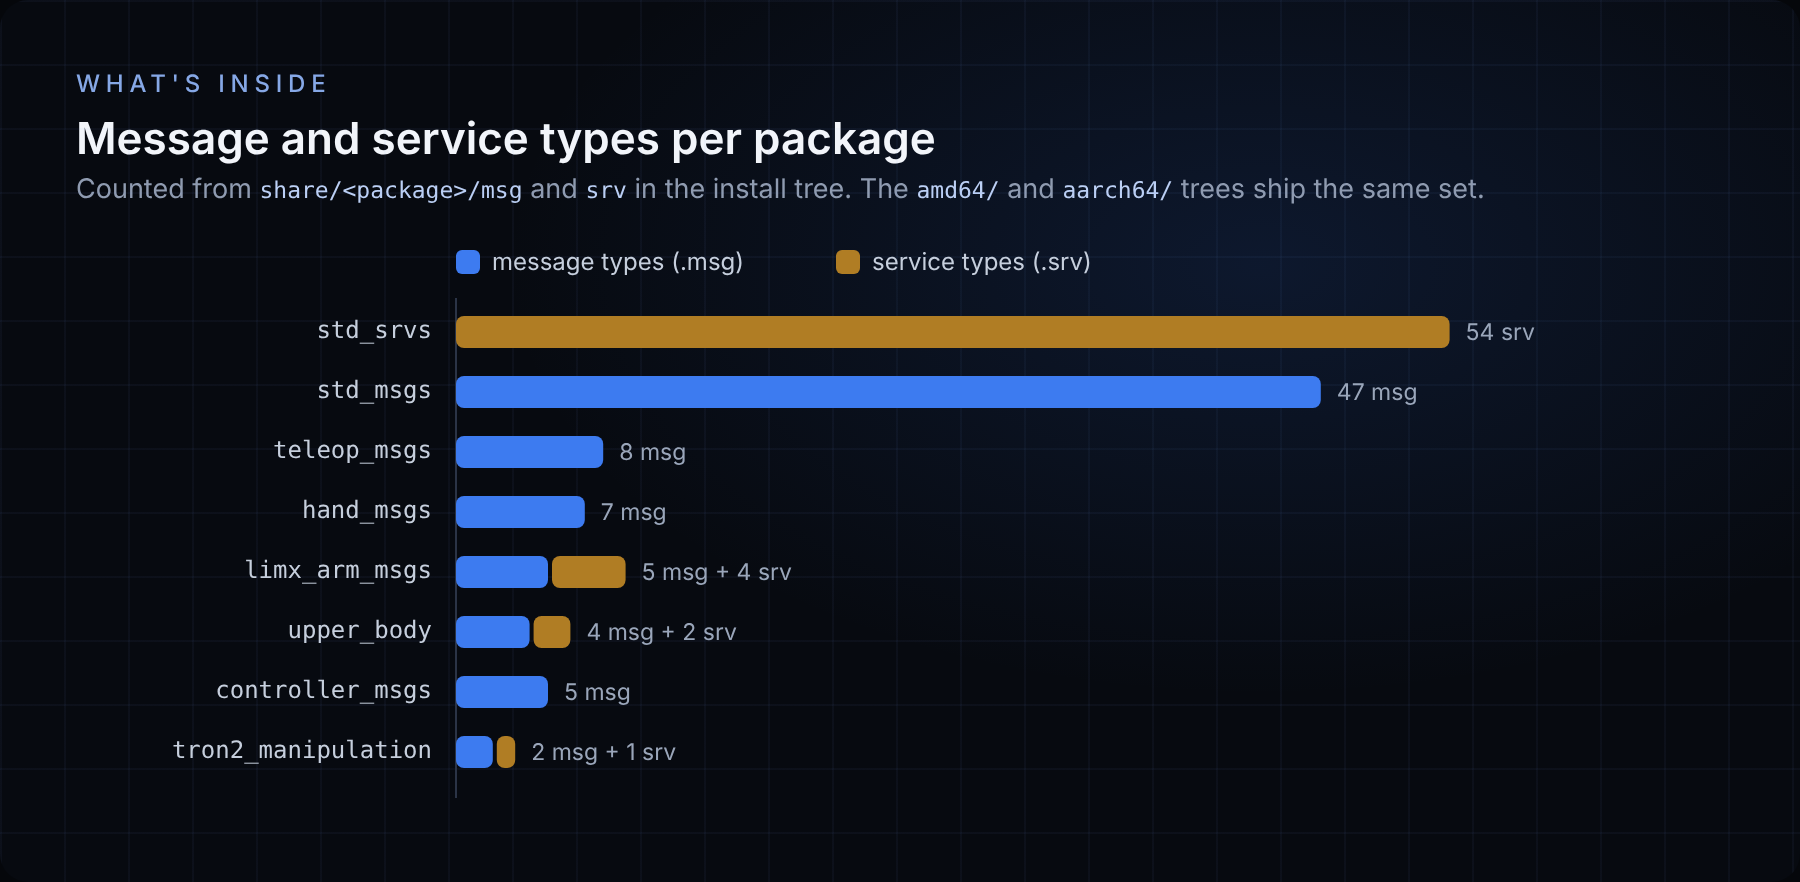 WHAT'S INSIDE
Message and service types per package
Counted from share/<package>/msg and srv in the install tree. The amd64/ and aarch64/ trees ship the same set.
message types (.msg) service types (.srv)
std_srvs 54 srv
std_msgs 47 msg
teleop_msgs 8 msg
hand_msgs 7 msg
limx_arm_msgs 5 msg + 4 srv
upper_body 4 msg + 2 srv
controller_msgs 5 msg
tron2_manipulation 2 msg + 1 srv